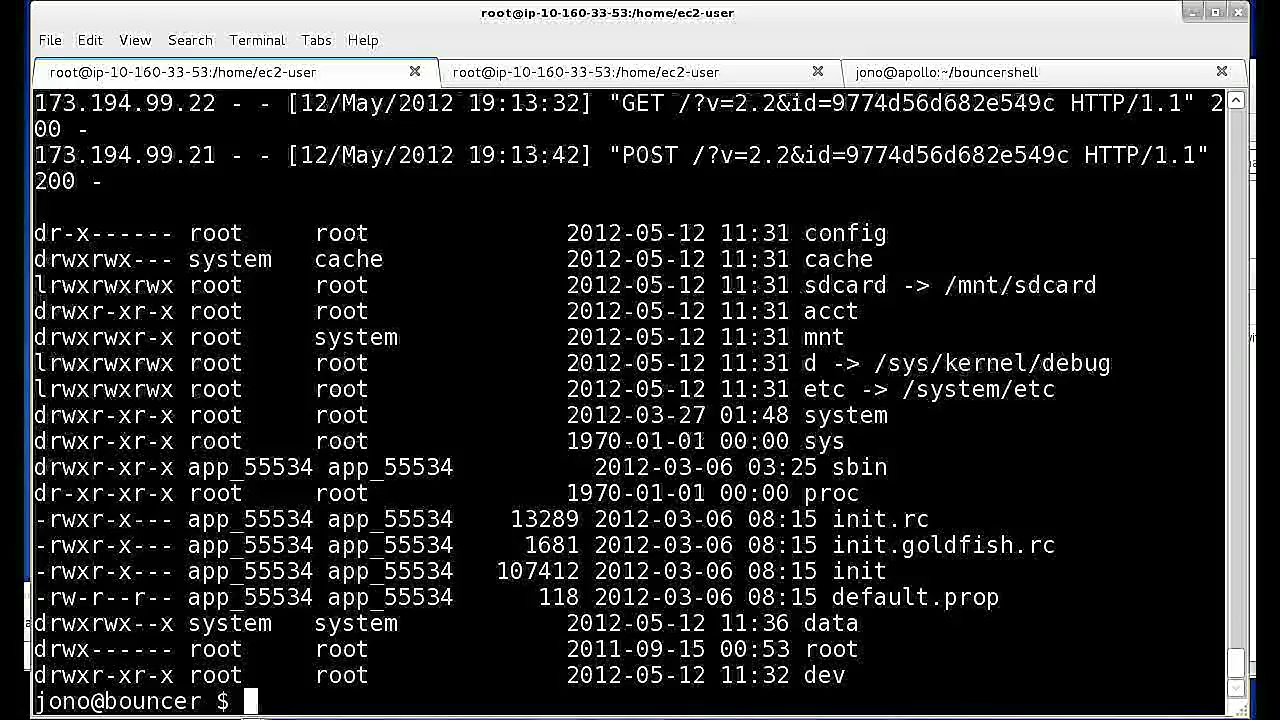 root@ip-10-160-33-53:/home/ec2-user
File Edit View Search Terminal Tabs Help
root@ip-10-160-33-53:/home/ec2-user root@ip-10-160-33-53:/home/ec2-user jono@apollo:~/bouncershell
173.194.99.22 - - [12/May/2012 19:13:32] "GET /?v=2.2&id=9774d56d682e549c HTTP/1.1" 2
00 -
173.194.99.21 - - [12/May/2012 19:13:42] "POST /?v=2.2&id=9774d56d682e549c HTTP/1.1"
200 -
dr-x------ root     root              2012-05-12 11:31 config
drwxrwx--- system   cache             2012-05-12 11:31 cache
lrwxrwxrwx root     root              2012-05-12 11:31 sdcard -> /mnt/sdcard
drwxr-xr-x root     root              2012-05-12 11:31 acct
drwxrwxr-x root     system            2012-05-12 11:31 mnt
lrwxrwxrwx root     root              2012-05-12 11:31 d -> /sys/kernel/debug
lrwxrwxrwx root     root              2012-05-12 11:31 etc -> /system/etc
drwxr-xr-x root     root              2012-03-27 01:48 system
drwxr-xr-x root     root              1970-01-01 00:00 sys
drwxr-xr-x app_55534 app_55534          2012-03-06 03:25 sbin
dr-xr-xr-x root     root              1970-01-01 00:00 proc
-rwxr-x--- app_55534 app_55534    13289 2012-03-06 08:15 init.rc
-rwxr-x--- app_55534 app_55534     1681 2012-03-06 08:15 init.goldfish.rc
-rwxr-x--- app_55534 app_55534   107412 2012-03-06 08:15 init
-rw-r--r-- app_55534 app_55534      118 2012-03-06 08:15 default.prop
drwxrwx--x system   system            2012-05-12 11:36 data
drwx------ root     root              2011-09-15 00:53 root
drwxr-xr-x root     root              2012-05-12 11:32 dev
jono@bouncer $